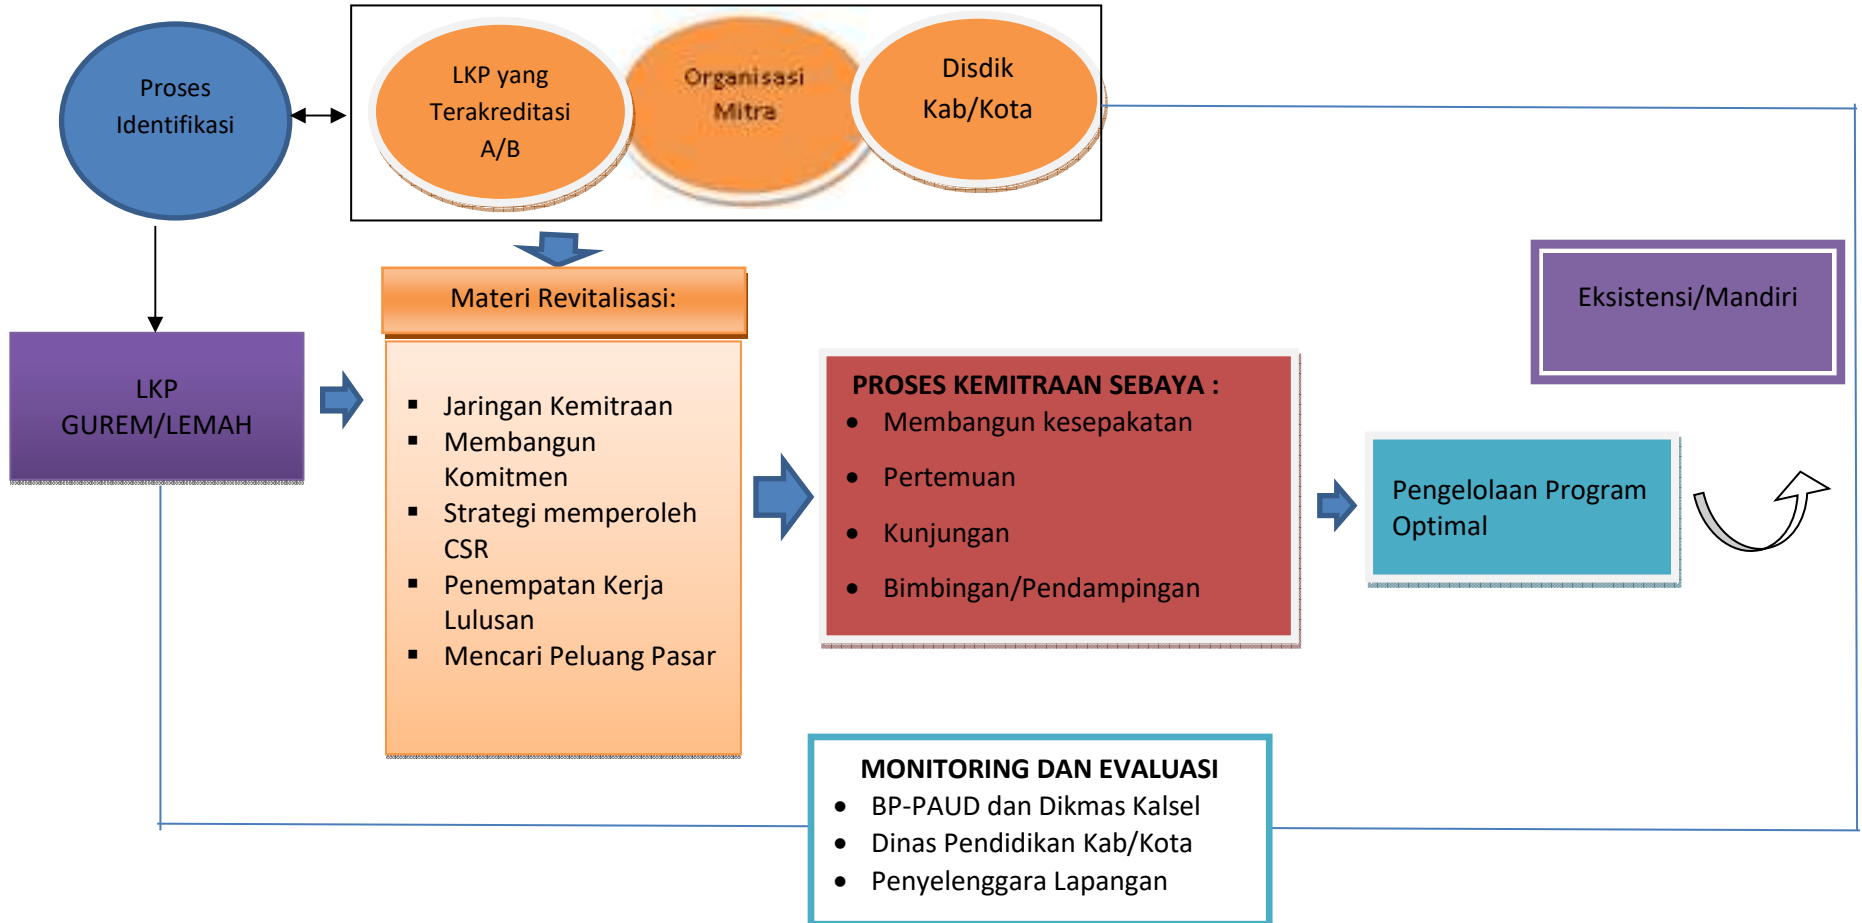 Proses
Identifikasi
LKP yang
Terakreditasi
A/B
Organisasi
Mitra
Disdik
Kab/Kota
Materi Revitalisasi:
LKP
GUREM/LEMAH
▪ Jaringan Kemitraan
▪ Membangun
Komitmen
▪ Strategi memperoleh
CSR
▪ Penempatan Kerja
Lulusan
▪ Mencari Peluang Pasar
PROSES KEMITRAAN SEBAYA :
• Membangun kesepakatan
• Pertemuan
• Kunjungan
• Bimbingan/Pendampingan
Pengelolaan Program
Optimal
Eksistensi/Mandiri
MONITORING DAN EVALUASI
• BP-PAUD dan Dikmas Kalsel
• Dinas Pendidikan Kab/Kota
• Penyelenggara Lapangan